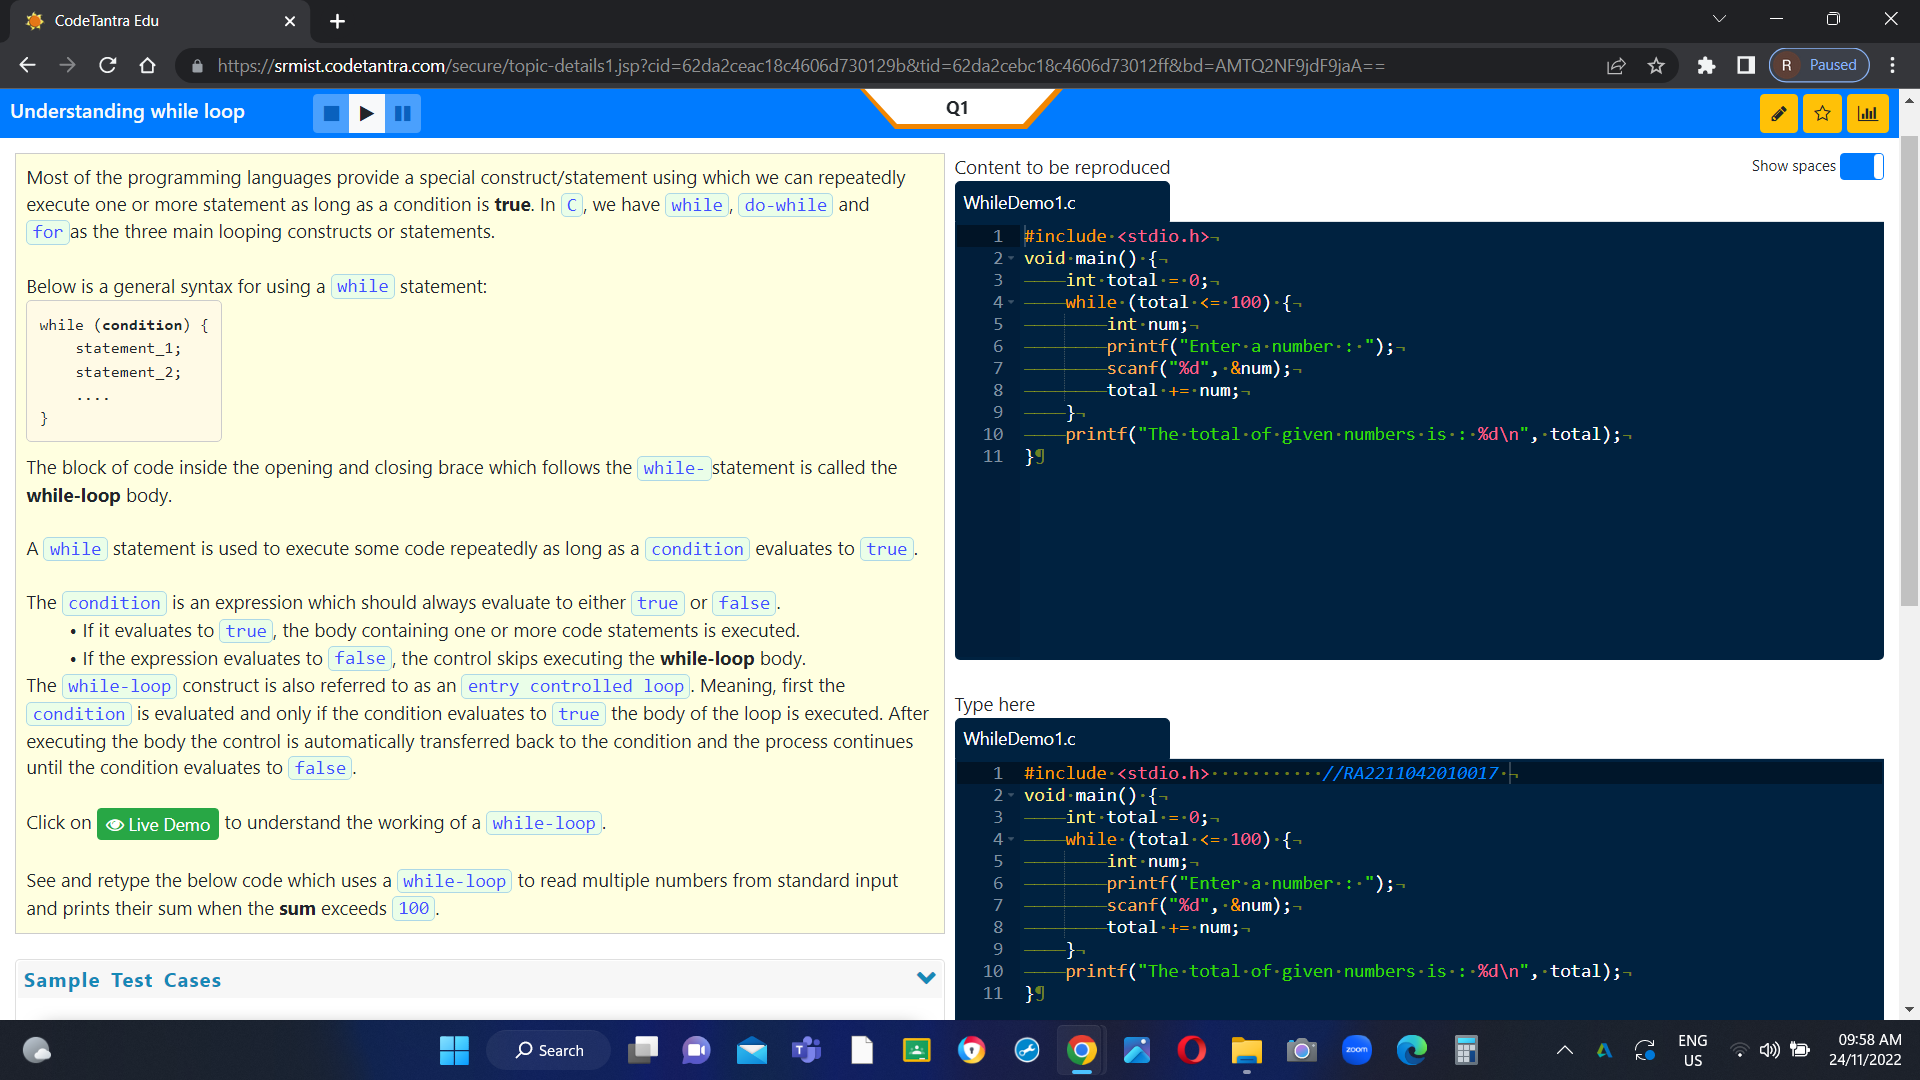 CodeTantra Edu
https://srmist.codetantra.com/secure/topic-details1.jsp?cid=62da2ceac18c4606d730129b&tid=62da2cebc18c4606d73012ff&bd=AMTQ2NF9jdF9jaA==
R Paused
Understanding while loop
Q1
Most of the programming languages provide a special construct/statement using which we can repeatedly
execute one or more statement as long as a condition is true. In C, we have while, do-while and
for as the three main looping constructs or statements.
Below is a general syntax for using a while statement:
while (condition) {
    statement_1;
    statement_2;
    ....
}
The block of code inside the opening and closing brace which follows the while- statement is called the
while-loop body.
A while statement is used to execute some code repeatedly as long as a condition evaluates to true.
The condition is an expression which should always evaluate to either true or false.
• If it evaluates to true, the body containing one or more code statements is executed.
• If the expression evaluates to false, the control skips executing the while-loop body.
The while-loop construct is also referred to as an entry controlled loop. Meaning, first the
condition is evaluated and only if the condition evaluates to true the body of the loop is executed. After
executing the body the control is automatically transferred back to the condition and the process continues
until the condition evaluates to false.
Click on Live Demo to understand the working of a while-loop.
See and retype the below code which uses a while-loop to read multiple numbers from standard input
and prints their sum when the sum exceeds 100.
Sample Test Cases
Content to be reproduced
Show spaces
WhileDemo1.c
1 #include·<stdio.h>¬
2 void·main()·{¬
3 ————int·total·=·0;¬
4 ————while·(total·<=·100)·{¬
5 ————————int·num;¬
6 ————————printf("Enter·a·number·:·");¬
7 ————————scanf("%d",·&num);¬
8 ————————total·+=·num;¬
9 ————}¬
10 ————printf("The·total·of·given·numbers·is·:·%d\n",·total);¬
11 }¶
Type here
WhileDemo1.c
1 #include·<stdio.h>···········//RA2211042010017·¬
2 void·main()·{¬
3 ————int·total·=·0;¬
4 ————while·(total·<=·100)·{¬
5 ————————int·num;¬
6 ————————printf("Enter·a·number·:·");¬
7 ————————scanf("%d",·&num);¬
8 ————————total·+=·num;¬
9 ————}¬
10 ————printf("The·total·of·given·numbers·is·:·%d\n",·total);¬
11 }¶
Search
zoom
ENG
US
09:58 AM
24/11/2022